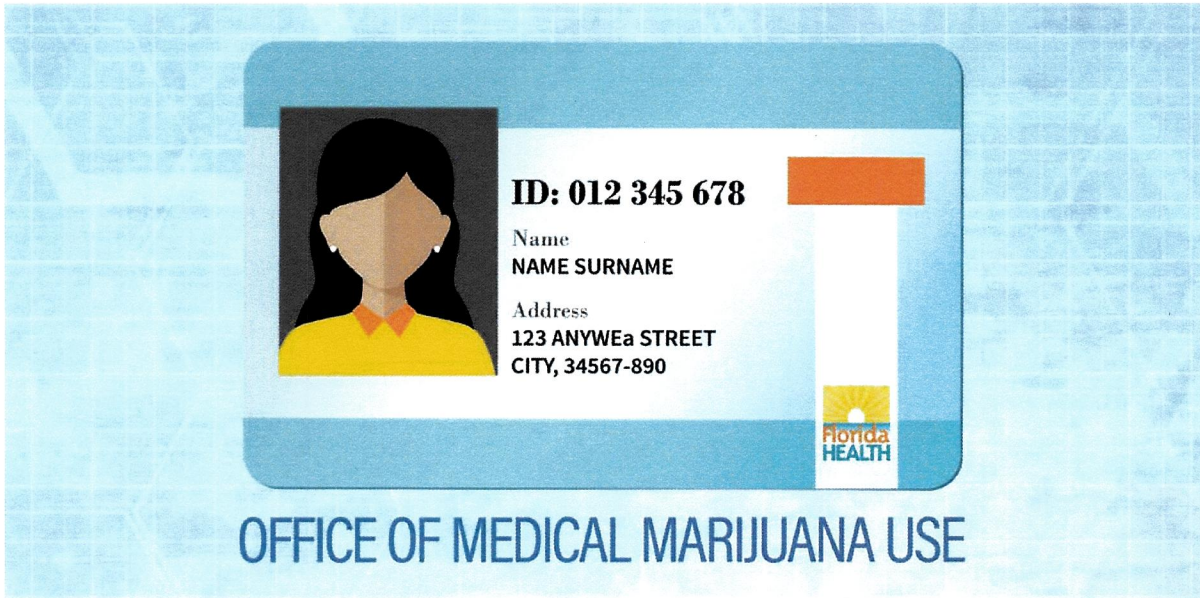 ID: 012 345 678
Name
NAME SURNAME
Address
123 ANYWEa STREET
CITY, 34567-890
Florida
HEALTH
OFFICE OF MEDICAL MARIJUANA USE